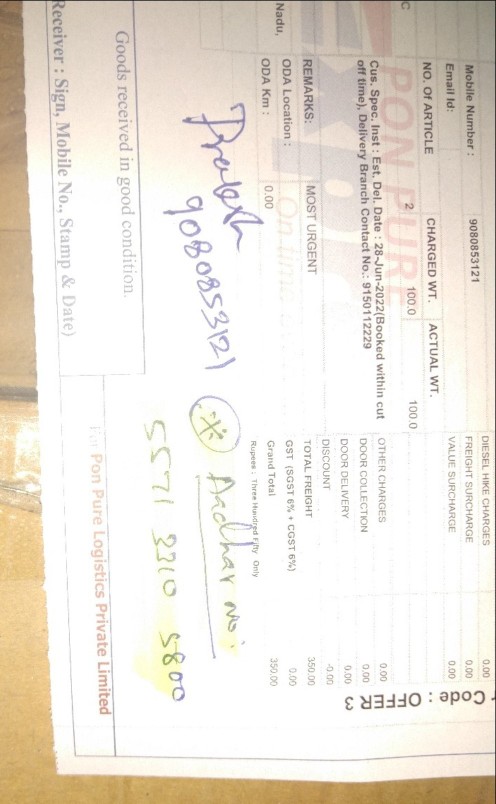 Code : OFFER 3
Mobile Number : 9080853121
Email Id:
NO. Of ARTICLE CHARGED WT. ACTUAL WT.
2 100.0 100.0
PON PURE
Cus. Spec. Inst : Est. Del. Date : 28-Jun-2022(Booked within cut
off time), Delivery Branch Contact No.: 9150112229
REMARKS: MOST URGENT
ODA Location :
ODA Km : 0.00
Nadu,
On time
DIESEL HIKE CHARGES 0.00
FREIGHT SURCHARGE 0.00
VALUE SURCHARGE 0.00
OTHER CHARGES 0.00
DOOR COLLECTION 0.00
DOOR DELIVERY 0.00
DISCOUNT -0.00
TOTAL FREIGHT 350.00
GST (SGST 6% + CGST 6%) 0.00
Grand Total 350.00
Rupees : Three Hundred Fifty Only
9080853121
Aadhar no:
5571 3310 5800
Goods received in good condition.
For Pon Pure Logistics Private Limited
Receiver : Sign, Mobile No., Stamp & Date)